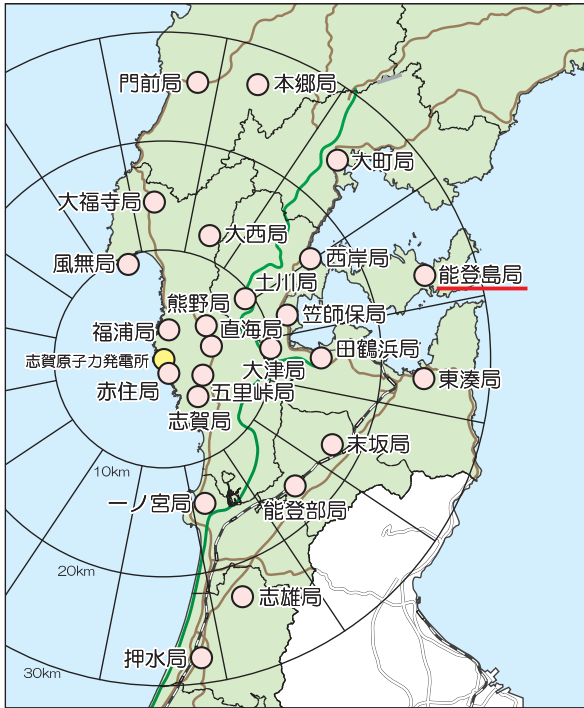 門前局
本郷局
大町局
大福寺局
大西局
西岸局
風無局
能登島局
土川局
熊野局
笠師保局
福浦局
直海局
志賀原子力発電所
田鶴浜局
大津局
赤住局
東湊局
五里峠局
志賀局
末坂局
10km
能登部局
一ノ宮局
20km
志雄局
押水局
30km